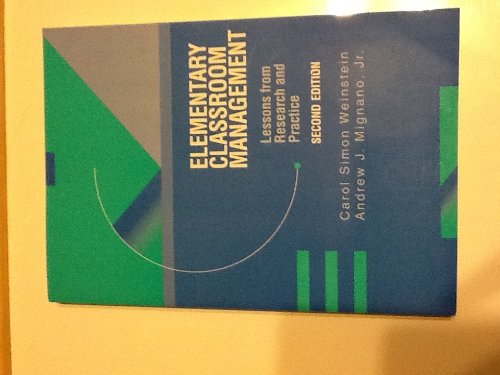 ELEMENTARY
CLASSROOM
MANAGEMENT
Lessons from
Research and
Practice
SECOND EDITION
Carol Simon Weinstein
Andrew J. Mignano, Jr.